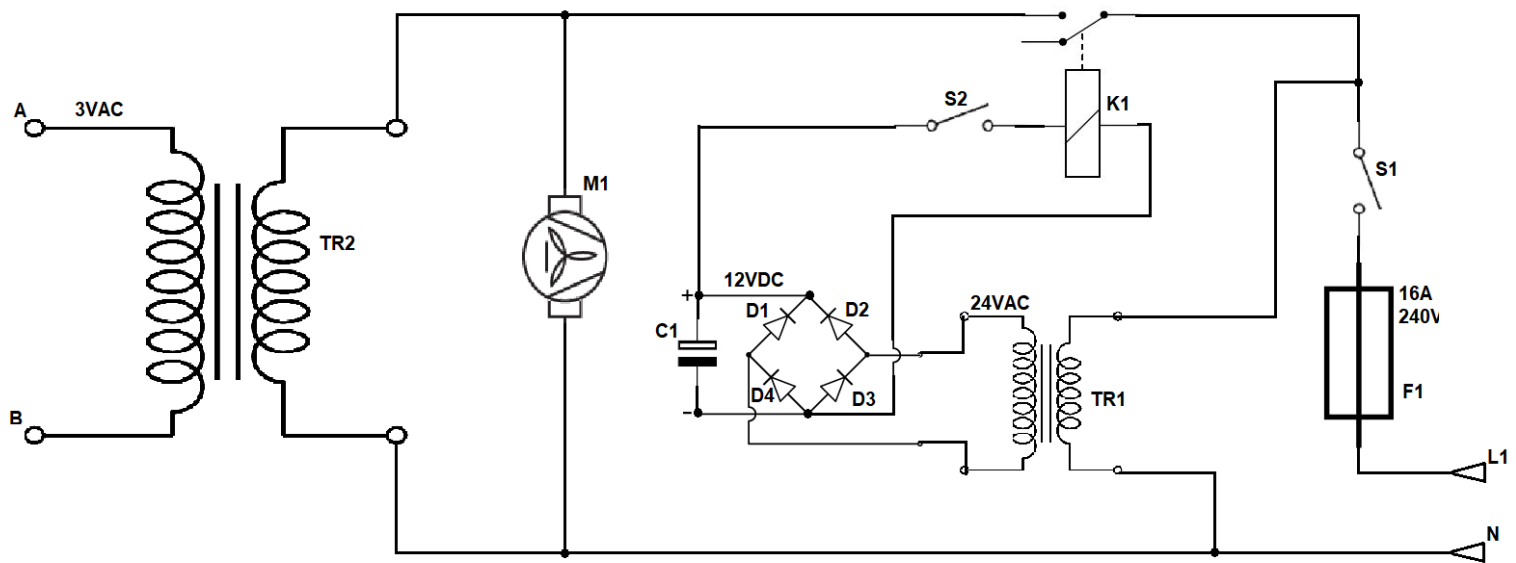 A
3VAC
S2
K1
S1
M1
TR2
12VDC
+
D1
D2
24VAC
16A
240V
C1
D4
D3
TR1
F1
B
-
L1
N